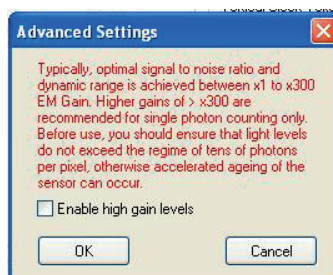 Advanced Settings
Typically, optimal signal to noise ratio and
dynamic range is achieved between x1 to x300
EM Gain. Higher gains of > x300 are
recommended for single photon counting only.
Before use, you should ensure that light levels
do not exceed the regime of tens of photons
per pixel, otherwise accelerated ageing of the
sensor can occur.
Enable high gain levels
OK
Cancel